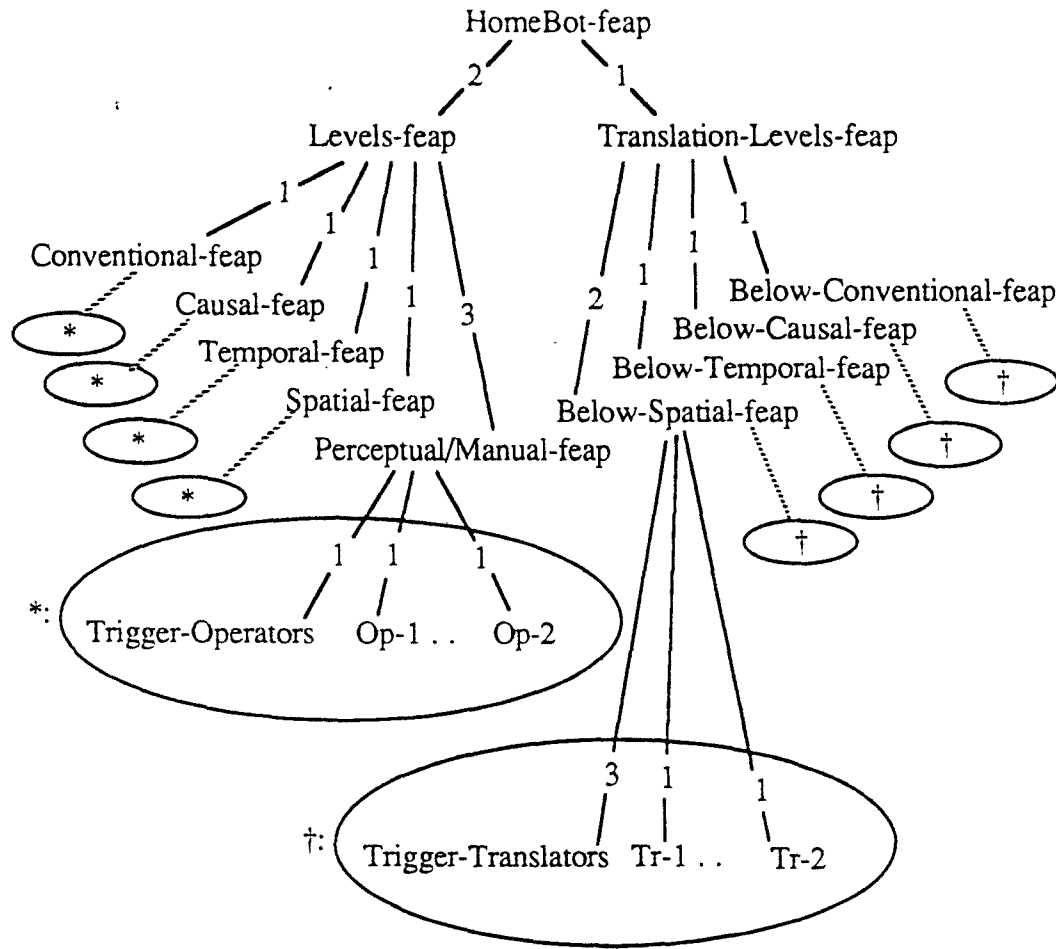 HomeBot-feap
2 1
Levels-feap Translation-Levels-feap
1 1 1 1 3 2 1 1 1
Conventional-feap
Causal-feap
Temporal-feap
Spatial-feap
Perceptual/Manual-feap
Below-Conventional-feap
Below-Causal-feap
Below-Temporal-feap
Below-Spatial-feap
* † 
* †
* †
* †
1 1 1
*: Trigger-Operators Op-1 . . Op-2
3 1 1
†: Trigger-Translators Tr-1 . . Tr-2